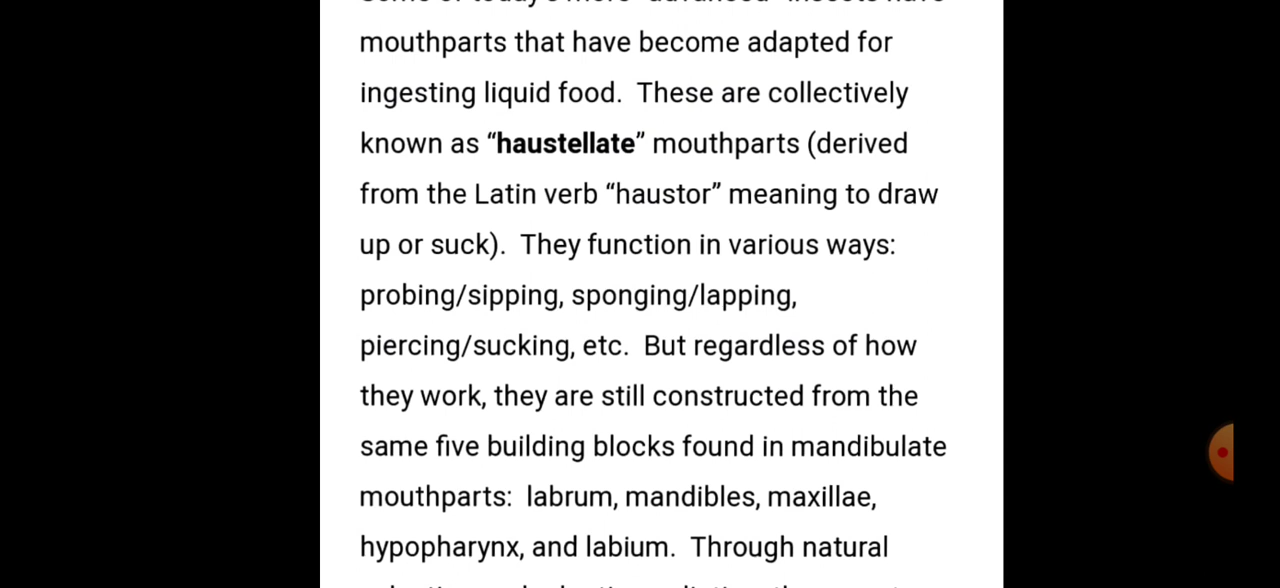 mouthparts that have become adapted for
ingesting liquid food.  These are collectively
known as “haustellate” mouthparts (derived
from the Latin verb “haustor” meaning to draw
up or suck).  They function in various ways:
probing/sipping, sponging/lapping,
piercing/sucking, etc.  But regardless of how
they work, they are still constructed from the
same five building blocks found in mandibulate
mouthparts:  labrum, mandibles, maxillae,
hypopharynx, and labium.  Through natural